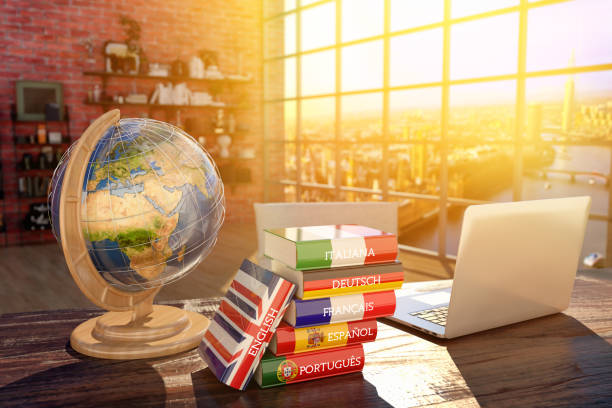 ITALIANA
DEUTSCH
FRANÇAIS
ESPAÑOL
PORTUGUÊS
ENGLISH